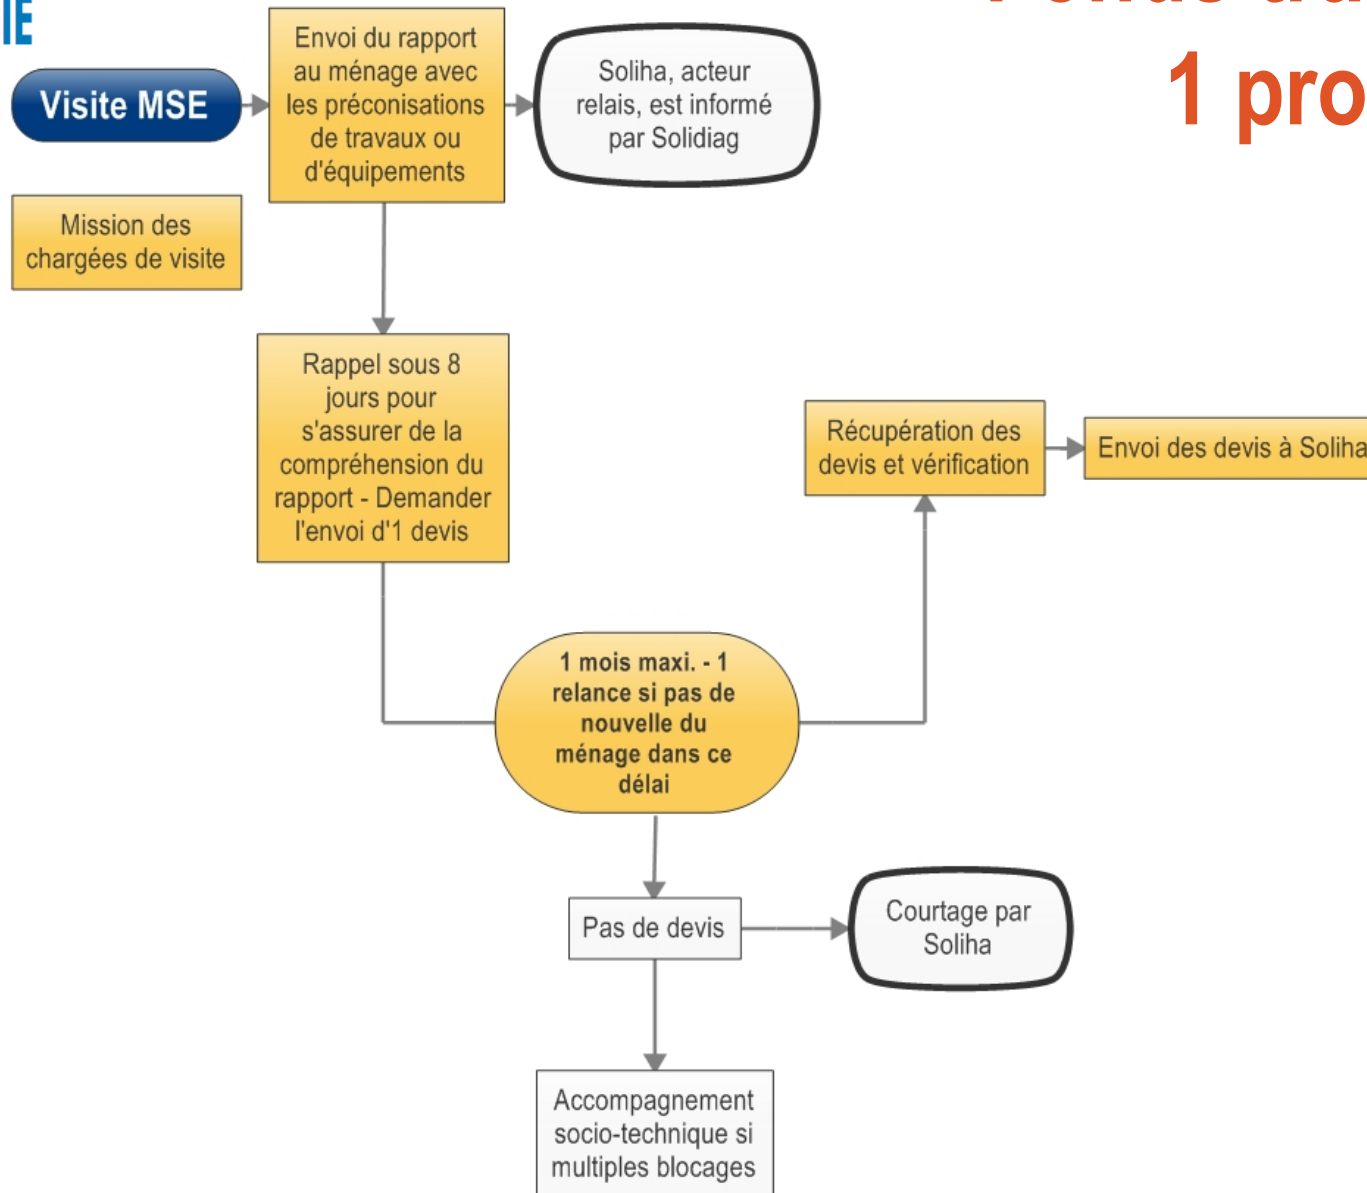 IE
1 pro
Visite MSE
Envoi du rapport
au ménage avec
les préconisations
de travaux ou
d'équipements
Soliha, acteur
relais, est informé
par Solidiag
Mission des
chargées de visite
Rappel sous 8
jours pour
s'assurer de la
compréhension du
rapport - Demander
l'envoi d'1 devis
Récupération des
devis et vérification
Envoi des devis à Soliha
1 mois maxi. - 1
relance si pas de
nouvelle du
ménage dans ce
délai
Pas de devis
Courtage par
Soliha
Accompagnement
socio-technique si
multiples blocages